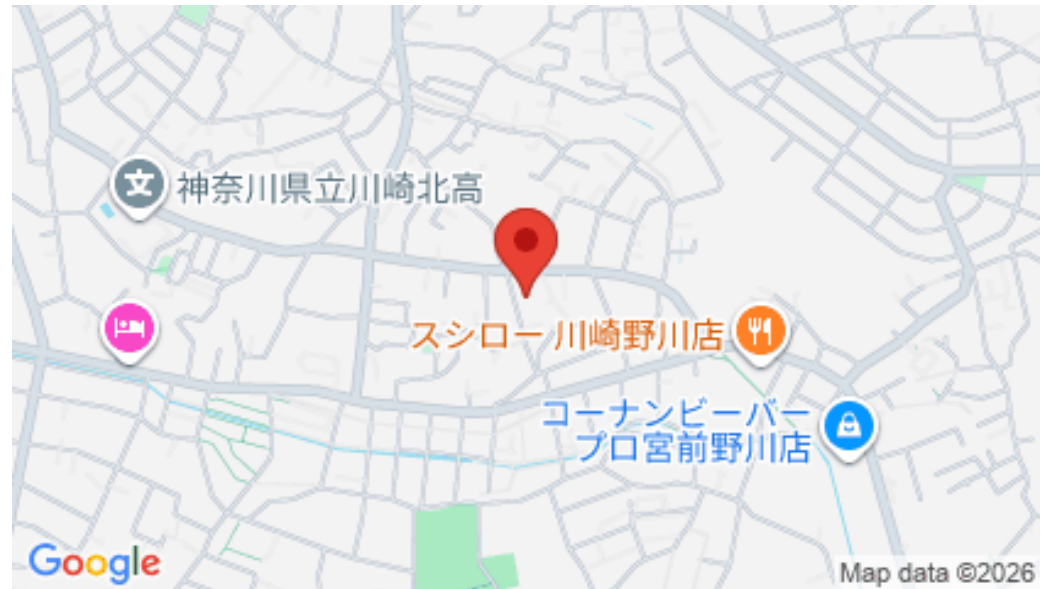 文
神奈川県立川崎北高
スシロー 川崎野川店
コーナンビーバー
プロ宮前野川店
Google
Map data ©2026